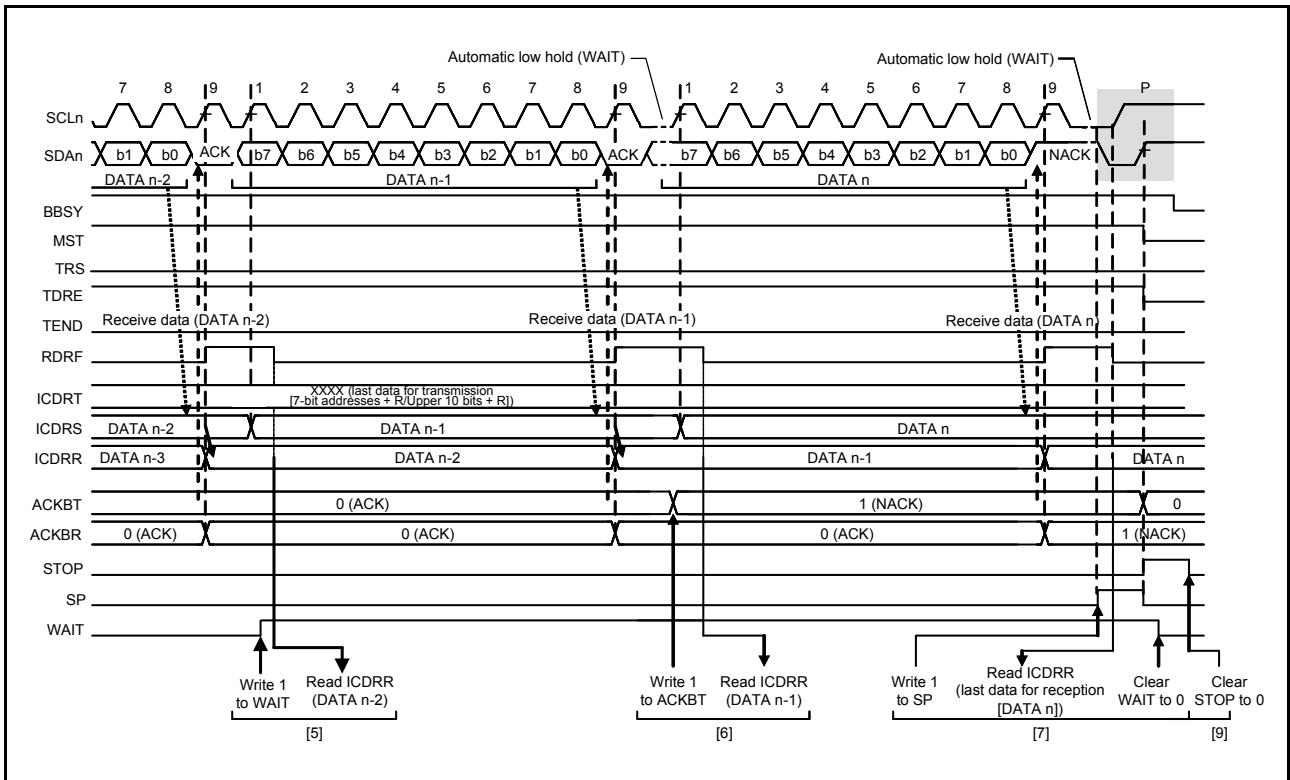 Automatic low hold (WAIT)
Automatic low hold (WAIT)
7 8 9 1 2 3 4 5 6 7 8 9 1 2 3 4 5 6 7 8 9 P
SCLn
SDAn b1 b0 ACK b7 b6 b5 b4 b3 b2 b1 b0 ACK b7 b6 b5 b4 b3 b2 b1 b0 NACK
DATA n-2 DATA n-1 DATA n
BBSY
MST
TRS
TDRE
TEND
Receive data (DATA n-2) Receive data (DATA n-1) Receive data (DATA n)
RDRF
ICDRT
XXXX (last data for transmission
[7-bit addresses + R/Upper 10 bits + R])
ICDRS DATA n-2 DATA n-1 DATA n
ICDRR DATA n-3 DATA n-2 DATA n-1 DATA n
ACKBT 0 (ACK) 1 (NACK) 0
ACKBR 0 (ACK) 0 (ACK) 0 (ACK) 1 (NACK)
STOP
SP
WAIT
Write 1
to WAIT
Read ICDRR
(DATA n-2)
[5]
Write 1
to ACKBT
Read ICDRR
(DATA n-1)
[6]
Write 1
to SP
Read ICDRR
(last data for reception
[DATA n])
Clear
WAIT to 0
[7]
Clear
STOP to 0
[9]